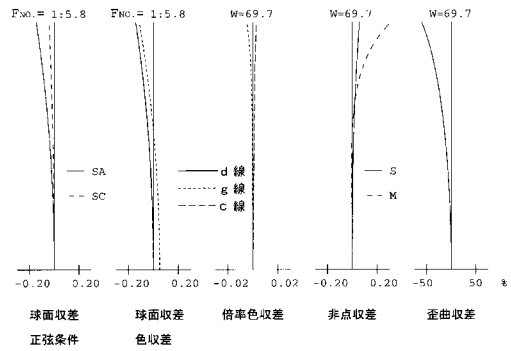 FNO.= 1:5.8 FNO.= 1:5.8 W=69.7 W=69.7 W=69.7
SA
SC
d 線
g 線
c 線
S
M
-0.20 0.20 -0.20 0.20 -0.02 0.02 -0.20 0.20 -50 50 %
球面収差 球面収差 倍率色収差 非点収差 歪曲収差
正弦条件 色収差